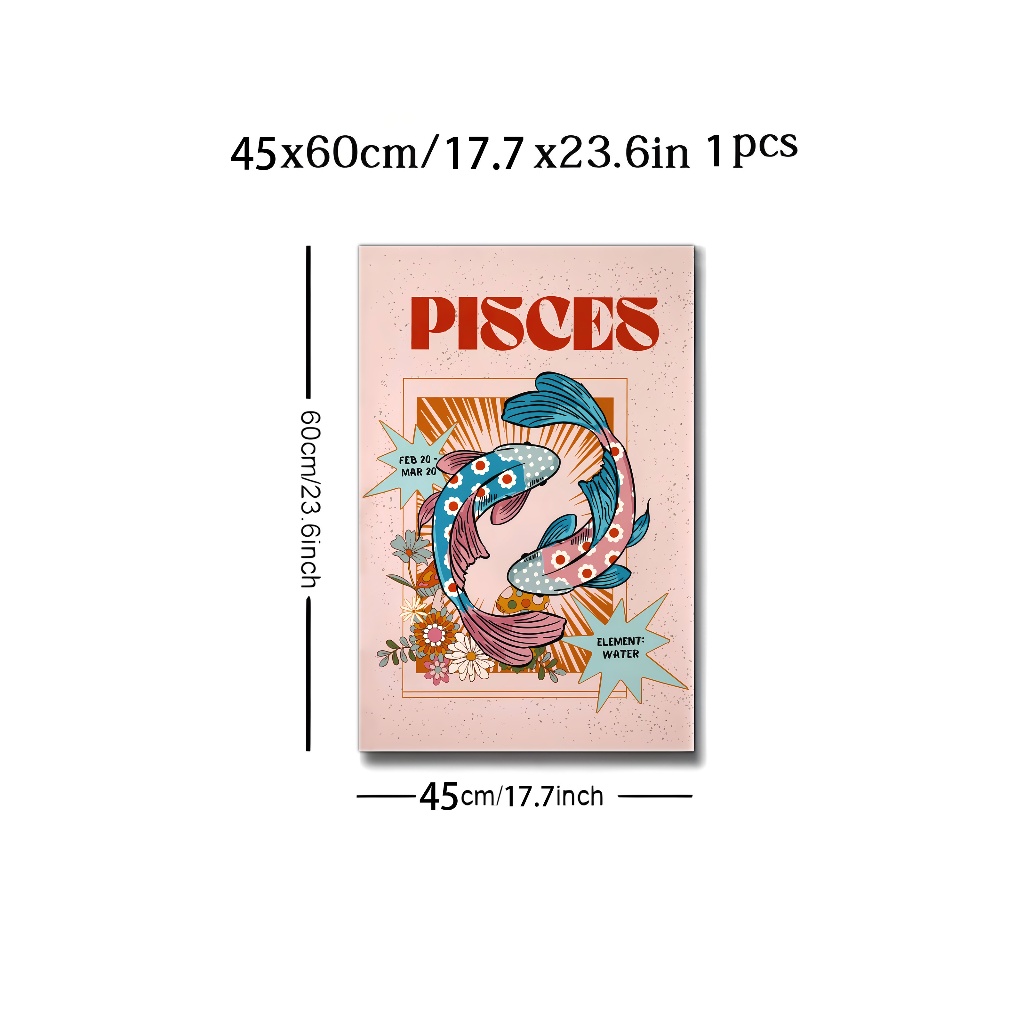 45x60cm/17.7 x23.6in 1pcs
PISCES
FEB 20 -
MAR 20
60cm/23.6inch
ELEMENT:
WATER
45cm/17.7inch